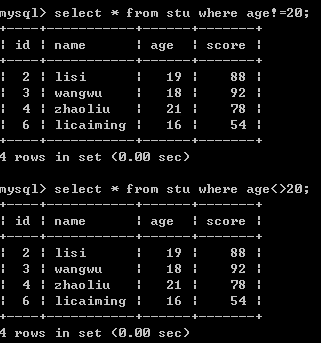 mysql> select * from stu where age!=20;
+----+-----------+------+-------+
| id | name      | age  | score |
+----+-----------+------+-------+
|  2 | lisi      |   19 |    88 |
|  3 | wangwu    |   18 |    92 |
|  4 | zhaoliu   |   21 |    78 |
|  6 | licaiming |   16 |    54 |
+----+-----------+------+-------+
4 rows in set (0.00 sec)
mysql> select * from stu where age<>20;
+----+-----------+------+-------+
| id | name      | age  | score |
+----+-----------+------+-------+
|  2 | lisi      |   19 |    88 |
|  3 | wangwu    |   18 |    92 |
|  4 | zhaoliu   |   21 |    78 |
|  6 | licaiming |   16 |    54 |
+----+-----------+------+-------+
4 rows in set (0.00 sec)